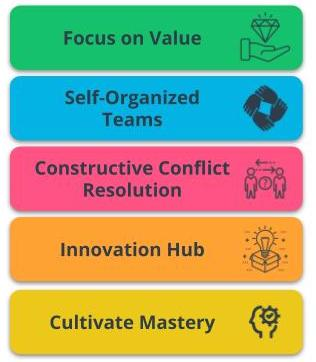 Focus on Value
Self-Organized
Teams
Constructive Conflict
Resolution
Innovation Hub
Cultivate Mastery